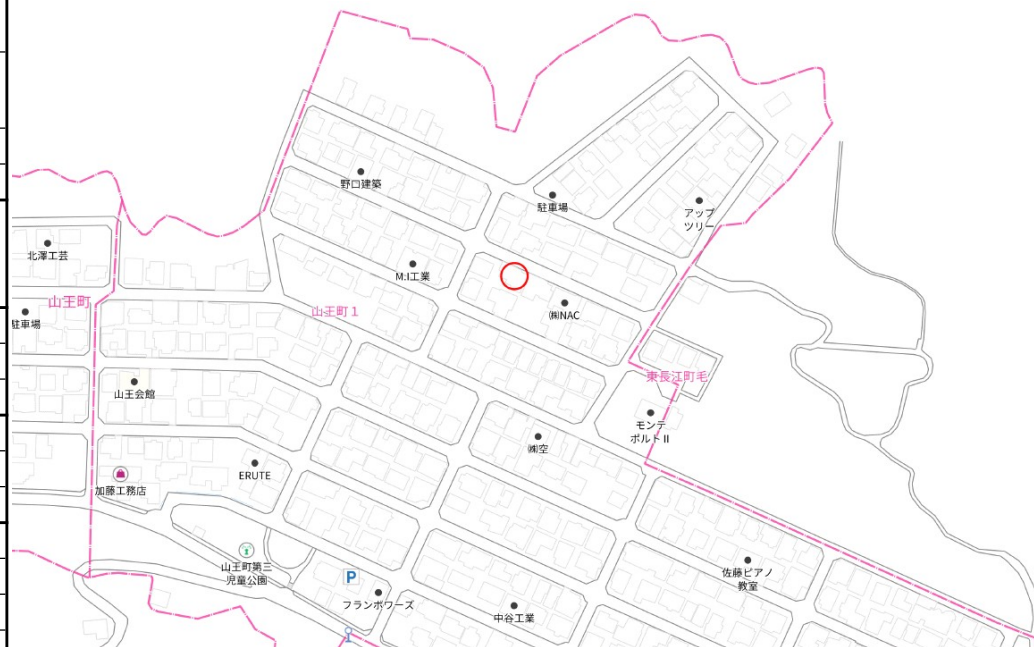 野口建築
駐車場
アップ
ツリー
北澤工芸
M.I工業
山王町
山王町１
㈱NAC
駐車場
東長江町毛
山王会館
モンテ
ポルトⅡ
㈱空
ERUTE
加藤工務店
山王町第三
児童公園
P
フランボワーズ
佐藤ピアノ
教室
中谷工業